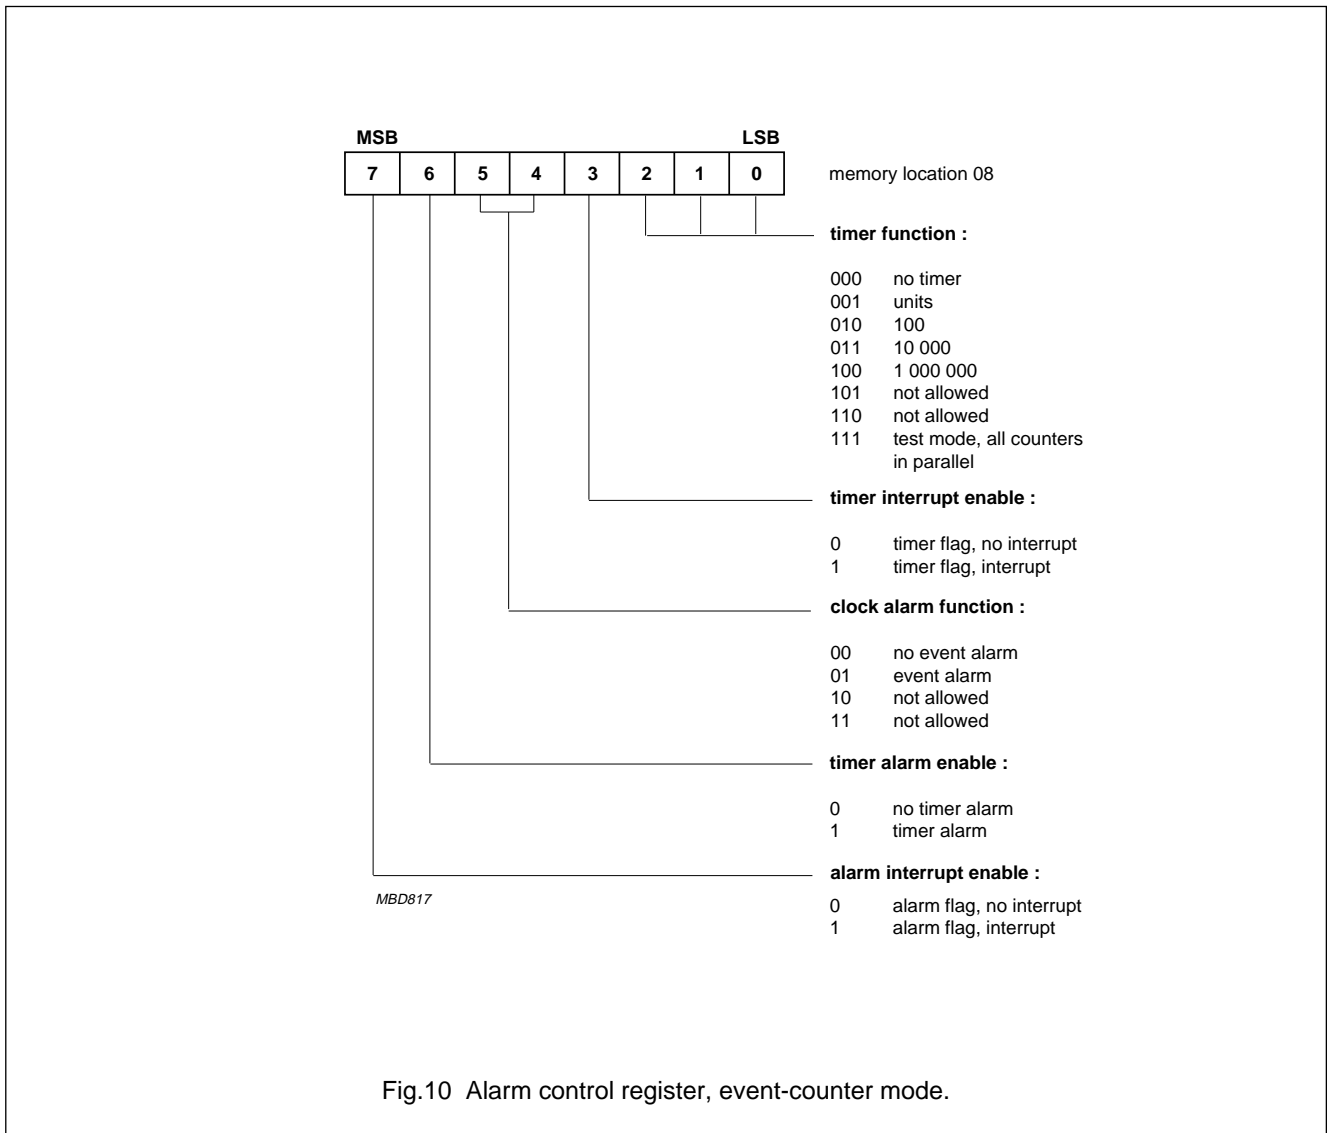 MSB LSB
7 6 5 4 3 2 1 0 memory location 08
timer function :
000 no timer
001 units
010 100
011 10 000
100 1 000 000
101 not allowed
110 not allowed
111 test mode, all counters
in parallel
timer interrupt enable :
0 timer flag, no interrupt
1 timer flag, interrupt
clock alarm function :
00 no event alarm
01 event alarm
10 not allowed
11 not allowed
timer alarm enable :
0 no timer alarm
1 timer alarm
alarm interrupt enable :
MBD817
0 alarm flag, no interrupt
1 alarm flag, interrupt
Fig.10 Alarm control register, event-counter mode.